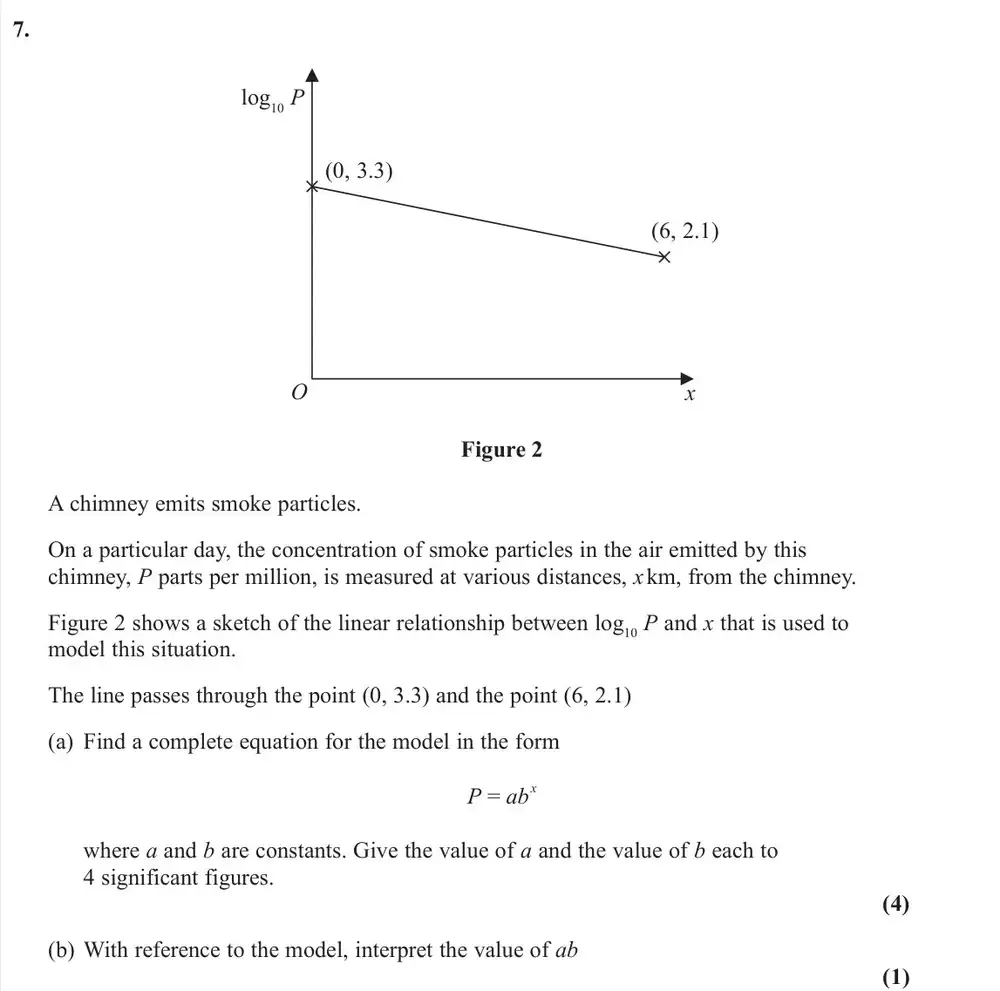 7.
log₁₀ P
(0, 3.3)
(6, 2.1)
O
x
Figure 2
A chimney emits smoke particles.
On a particular day, the concentration of smoke particles in the air emitted by this
chimney, P parts per million, is measured at various distances, x km, from the chimney.
Figure 2 shows a sketch of the linear relationship between log₁₀ P and x that is used to
model this situation.
The line passes through the point (0, 3.3) and the point (6, 2.1)
(a) Find a complete equation for the model in the form
P = abˣ
where a and b are constants. Give the value of a and the value of b each to
4 significant figures.
(4)
(b) With reference to the model, interpret the value of ab
(1)